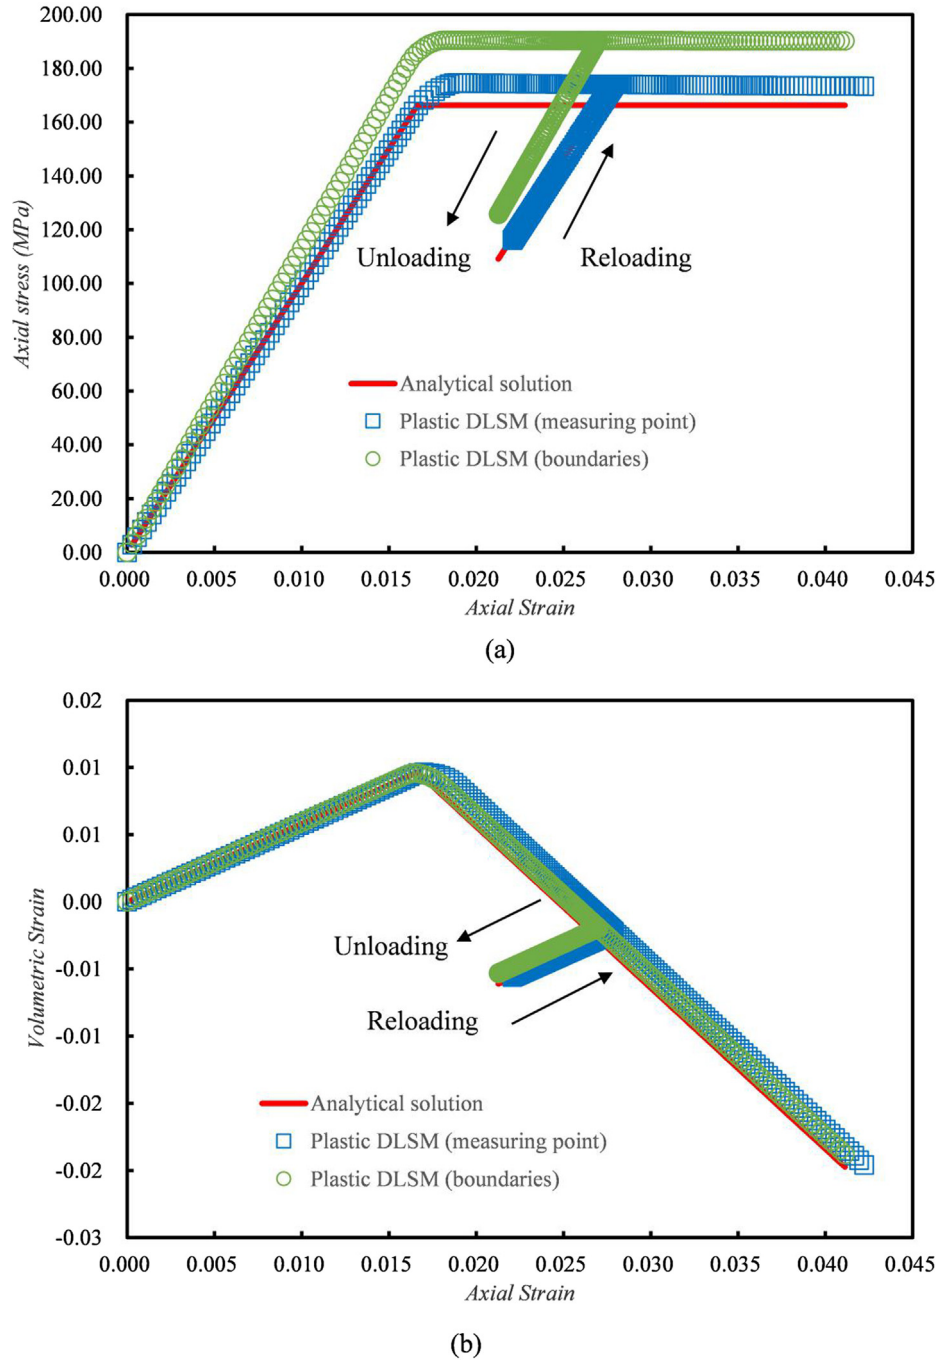 200.00
180.00
160.00
140.00
120.00
100.00
80.00
60.00
40.00
20.00
0.00
Axial stress (MPa)
Unloading
Reloading
Analytical solution
Plastic DLSM (measuring point)
Plastic DLSM (boundaries)
0.000 0.005 0.010 0.015 0.020 0.025 0.030 0.035 0.040 0.045
Axial Strain
(a)
0.02
0.01
0.01
0.00
-0.01
-0.01
-0.02
-0.02
-0.03
Volumetric Strain
Unloading
Reloading
Analytical solution
Plastic DLSM (measuring point)
Plastic DLSM (boundaries)
0.000 0.005 0.010 0.015 0.020 0.025 0.030 0.035 0.040 0.045
Axial Strain
(b)